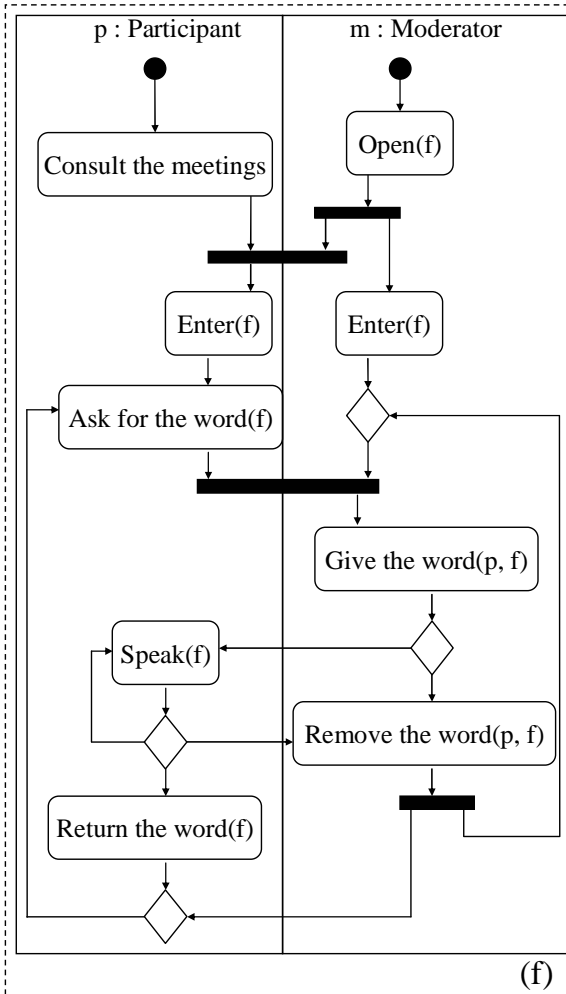 p : Participant
m : Moderator
Consult the meetings
Open(f)
Enter(f)
Enter(f)
Ask for the word(f)
Give the word(p, f)
Speak(f)
Remove the word(p, f)
Return the word(f)
(f)